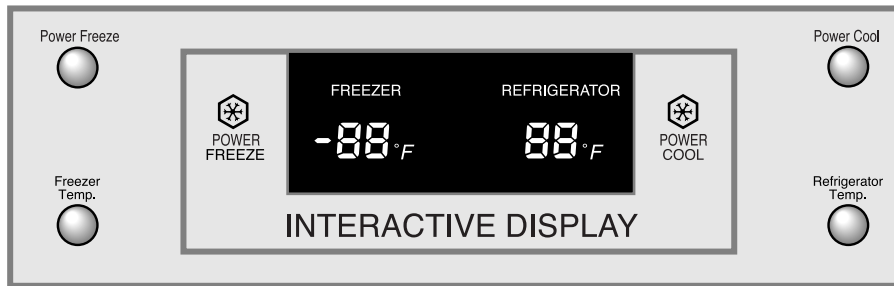 Power Freeze
Power Cool
FREEZER
REFRIGERATOR
POWER
FREEZE
-88 °F
88 °F
POWER
COOL
Freezer
Temp.
Refrigerator
Temp.
INTERACTIVE DISPLAY